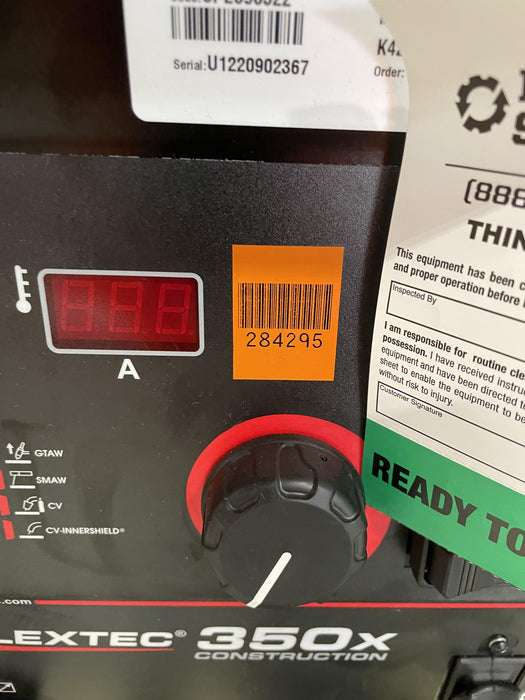 Serial: U1220902367
K42
Order:
(888
THIN
This equipment has been c
and proper operation before
Inspected By
I am responsible for routine cle
possession. I have received instru
equipment and have been directed t
sheet to enable the equipment to be
without risk to injury.
Customer Signature
READY TO
284295
A
GTAW
SMAW
CV
CV-INNERSHIELD®
.com
LEXTEC® 350X
CONSTRUCTION